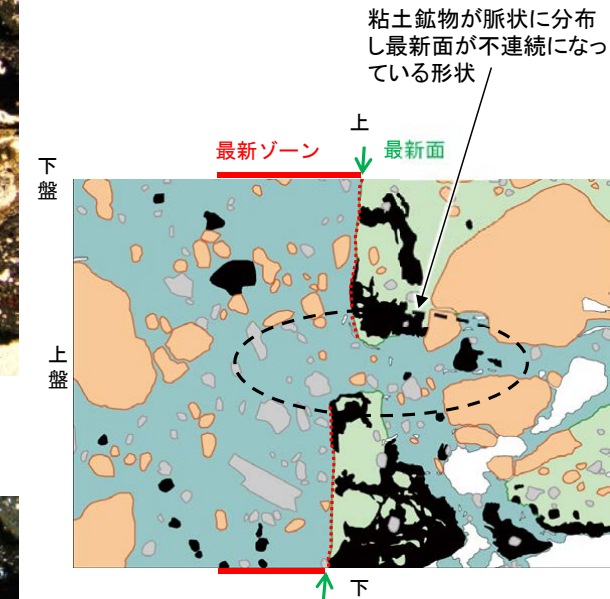 粘土鉱物が脈状に分布
し最新面が不連続になっ
ている形状
上
最新ゾーン
最新面
下
盤
上
盤
下